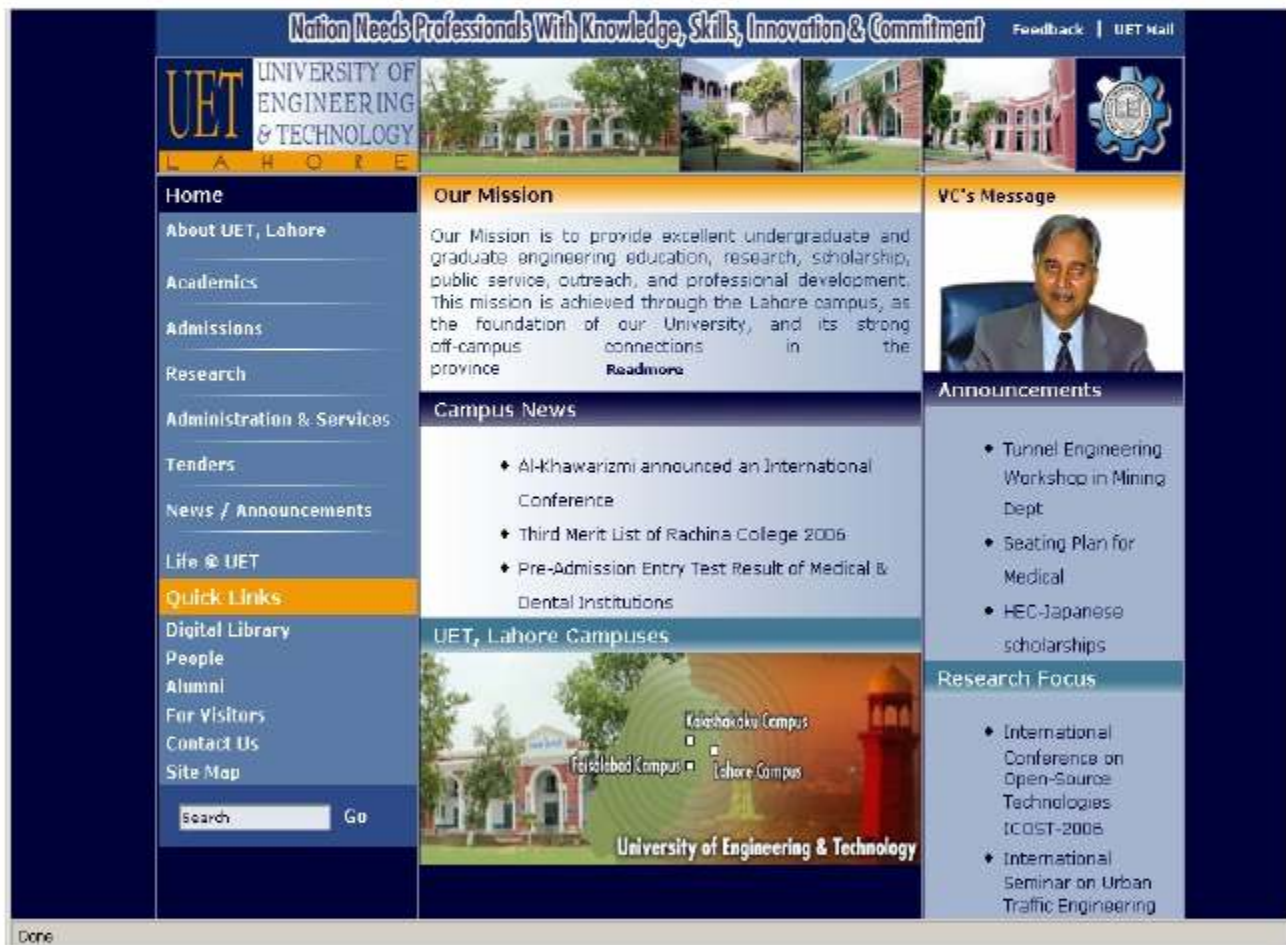 Nation Needs Professionals With Knowledge, Skills, Innovation & Commitment
Feedback | UET Mail
UET
UNIVERSITY OF
ENGINEERING
& TECHNOLOGY
LAHORE
Home
About UET, Lahore
Academics
Admissions
Research
Administration & Services
Tenders
News / Announcements
Life @ UET
Quick Links
Digital Library
People
Alumni
For Visitors
Contact Us
Site Map
Search
Go
Our Mission
Our Mission is to provide excellent undergraduate and
graduate engineering education, research, scholarship,
public service, outreach, and professional development.
This mission is achieved through the Lahore campus, as
the foundation of our University, and its strong
off-campus connections in the
province Readmore
Campus News
Al-Khawarizmi announced an International
Conference
Third Merit List of Rachina College 2006
Pre-Admission Entry Test Result of Medical &
Dental Institutions
UET, Lahore Campuses
Kalashakaku Campus
Faisalabad Campus
Lahore Campus
University of Engineering & Technology
VC's Message
Announcements
Tunnel Engineering
Workshop in Mining
Dept
Seating Plan for
Medical
HEC-Japanese
scholarships
Research Focus
International
Conference on
Open-Source
Technologies
ICOST-2006
International
Seminar on Urban
Traffic Engineering
Done